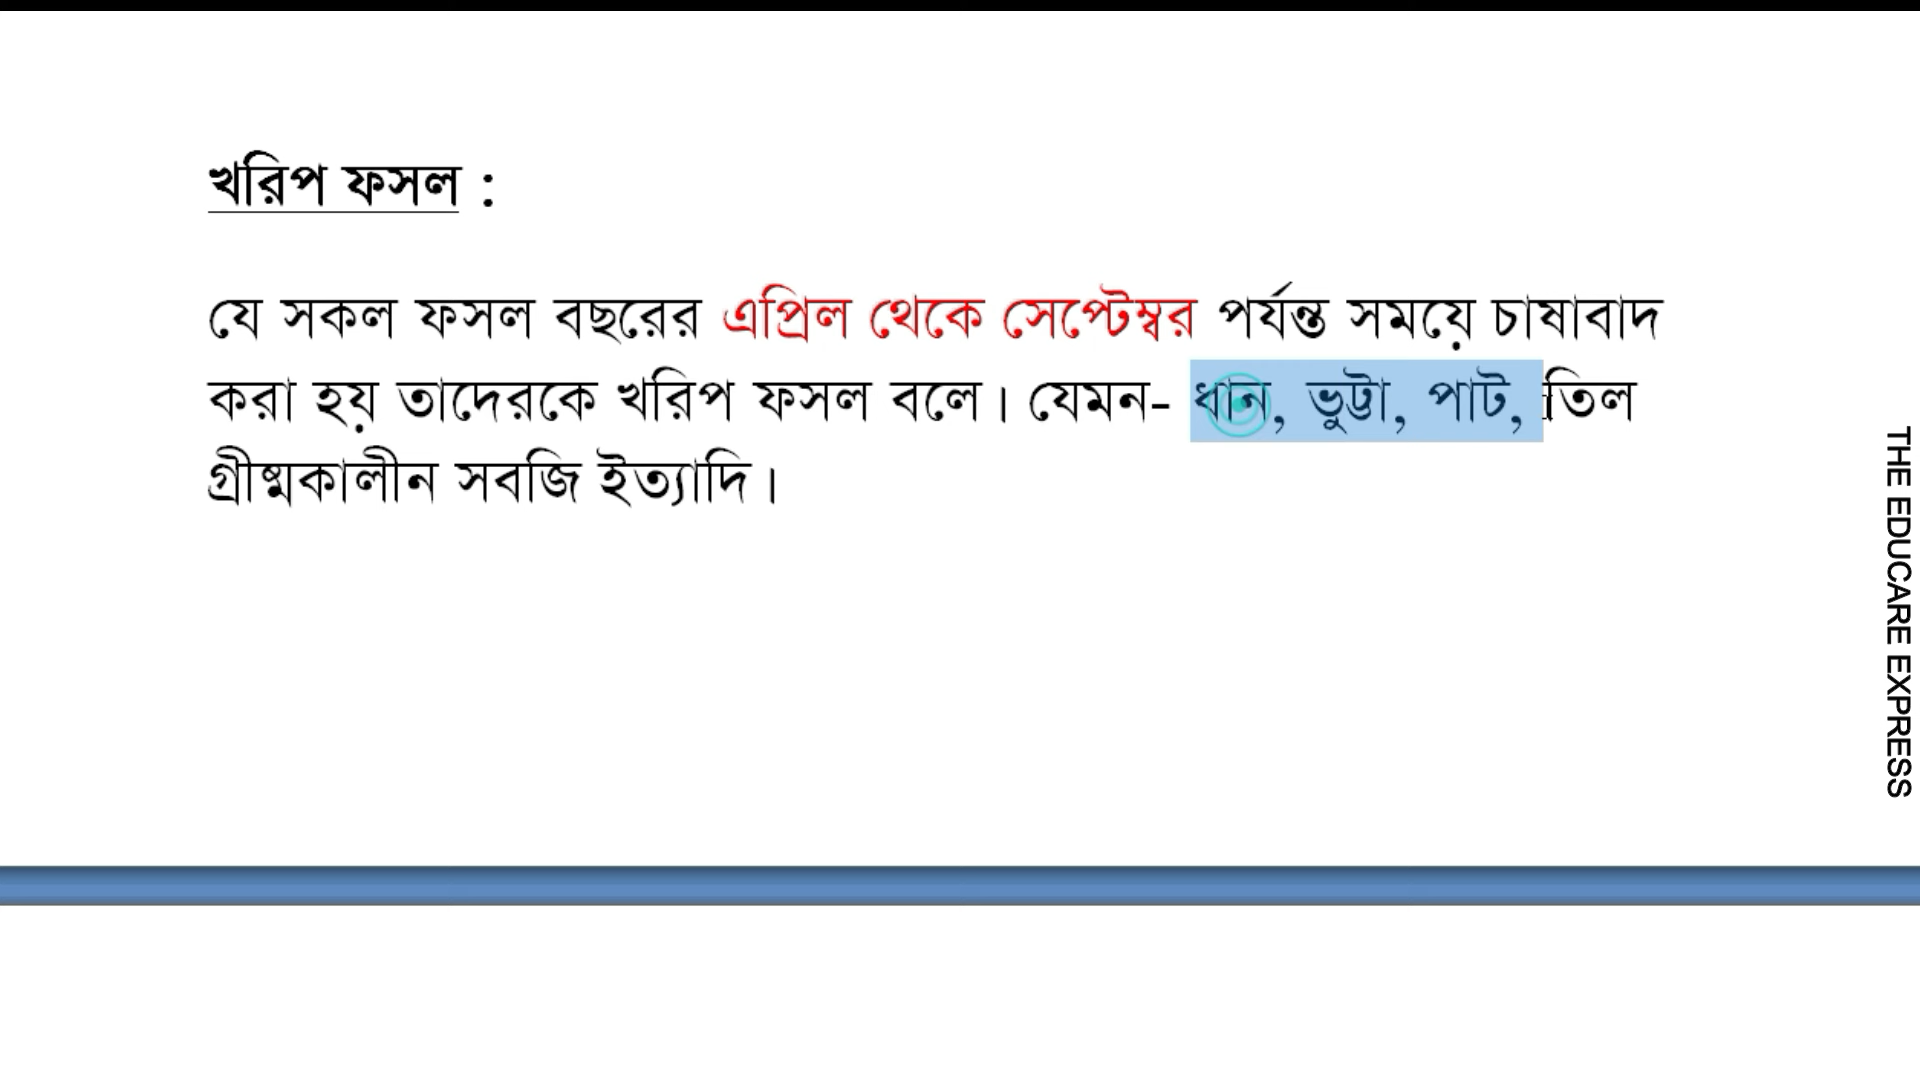 খরিপ ফসল :
যে সকল ফসল বছরের এপ্রিল থেকে সেপ্টেম্বর পর্যন্ত সময়ে চাষাবাদ
করা হয় তাদেরকে খরিপ ফসল বলে। যেমন- ধান, ভুট্টা, পাট, তিল
গ্রীষ্মকালীন সবজি ইত্যাদি।
THE EDUCARE EXPRESS